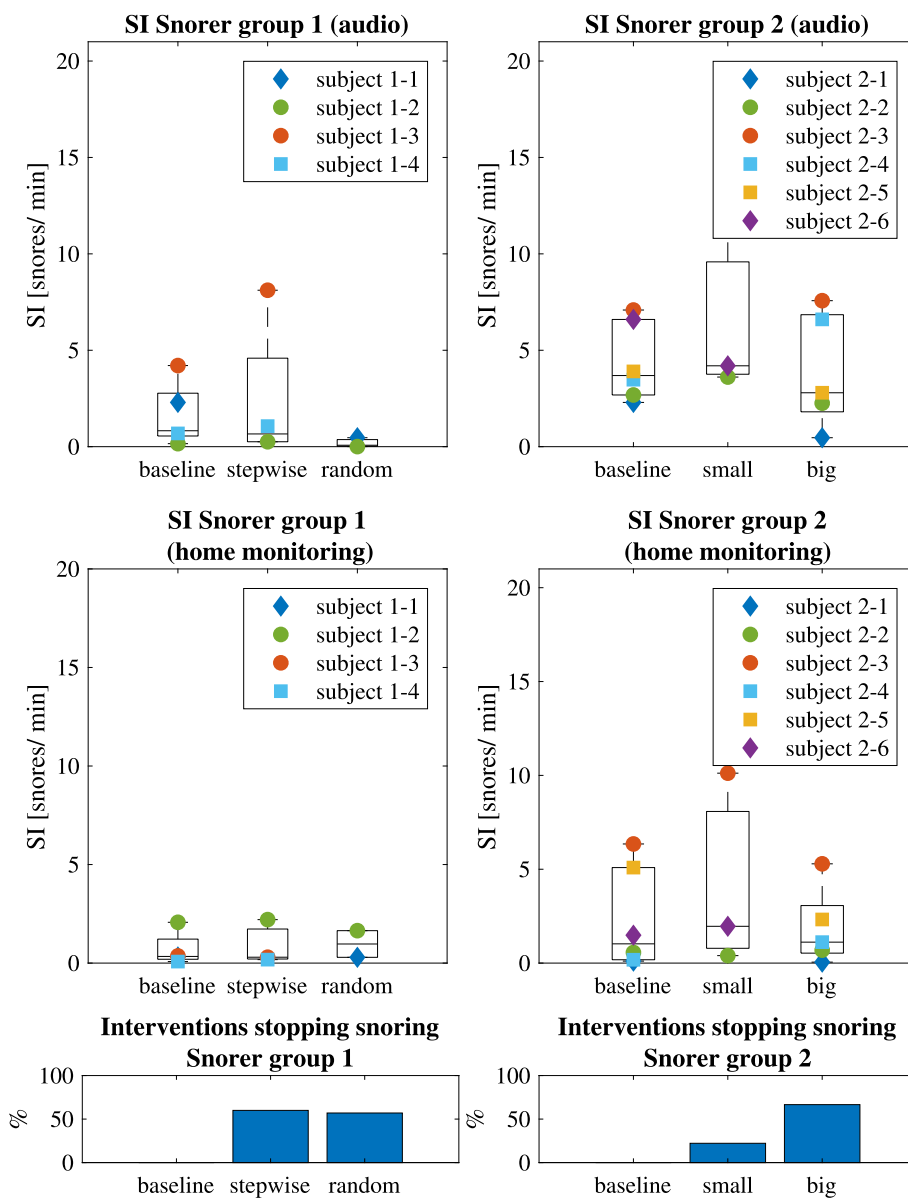 SI Snorer group 1 (audio)
20
15
10
5
0
SI [snores/ min]
subject 1-1
subject 1-2
subject 1-3
subject 1-4
baseline stepwise random
SI Snorer group 2 (audio)
20
15
10
5
0
SI [snores/ min]
subject 2-1
subject 2-2
subject 2-3
subject 2-4
subject 2-5
subject 2-6
baseline small big
SI Snorer group 1
(home monitoring)
20
15
10
5
0
SI [snores/ min]
subject 1-1
subject 1-2
subject 1-3
subject 1-4
baseline stepwise random
SI Snorer group 2
(home monitoring)
20
15
10
5
0
SI [snores/ min]
subject 2-1
subject 2-2
subject 2-3
subject 2-4
subject 2-5
subject 2-6
baseline small big
Interventions stopping snoring
Snorer group 1
100
50
0
%
baseline stepwise random
Interventions stopping snoring
Snorer group 2
100
50
0
%
baseline small big